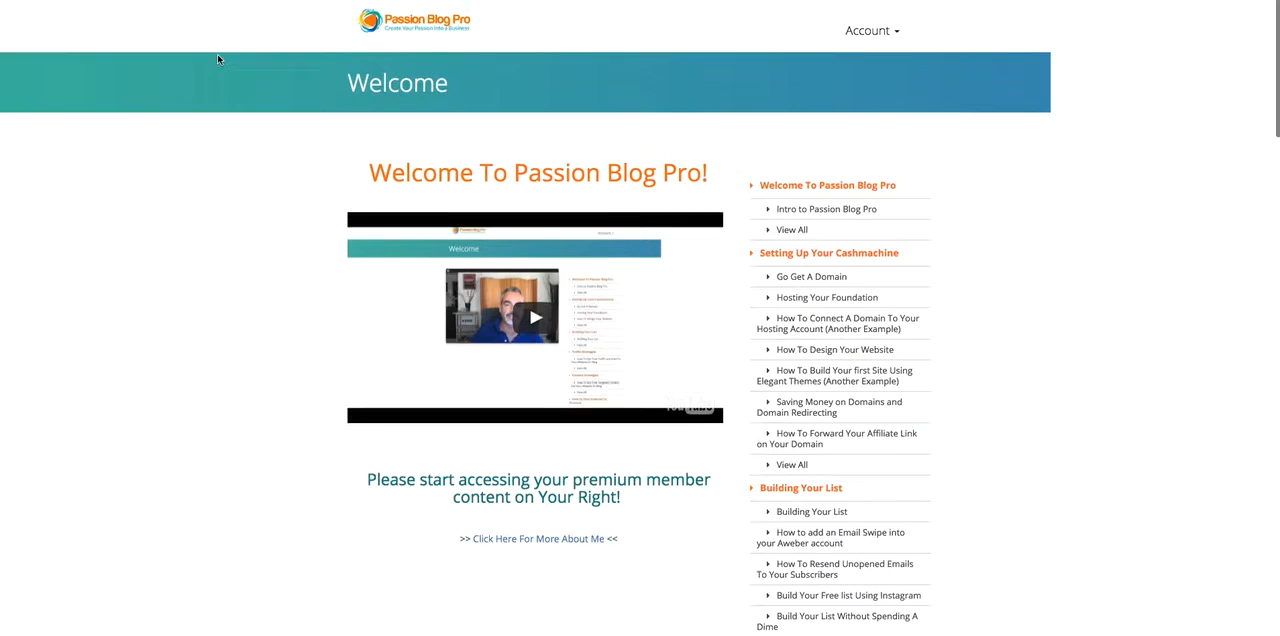 Passion Blog Pro
Create Your Passion Into a Business
Account
Welcome
Welcome To Passion Blog Pro!
Welcome
YouTube
Please start accessing your premium member
content on Your Right!
>> Click Here For More About Me <<
Welcome To Passion Blog Pro
Intro to Passion Blog Pro
View All
Setting Up Your Cashmachine
Go Get A Domain
Hosting Your Foundation
How To Connect A Domain To Your
Hosting Account (Another Example)
How To Design Your Website
How To Build Your first Site Using
Elegant Themes (Another Example)
Saving Money on Domains and
Domain Redirecting
How To Forward Your Affiliate Link
on Your Domain
View All
Building Your List
Building Your List
How to add an Email Swipe into
your Aweber account
How To Resend Unopened Emails
To Your Subscribers
Build Your Free list Using Instagram
Build Your List Without Spending A
Dime